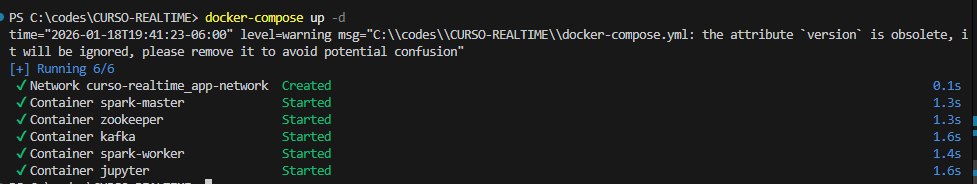 PS C:\codes\CURSO-REALTIME> docker-compose up -d
time="2026-01-18T19:41:23-06:00" level=warning msg="C:\\codes\\CURSO-REALTIME\\docker-compose.yml: the attribute `version` is obsolete, i
t will be ignored, please remove it to avoid potential confusion"
[+] Running 6/6
✓ Network curso-realtime_app-network Created 0.1s
✓ Container spark-master Started 1.3s
✓ Container zookeeper Started 1.3s
✓ Container kafka Started 1.6s
✓ Container spark-worker Started 1.4s
✓ Container jupyter Started 1.6s